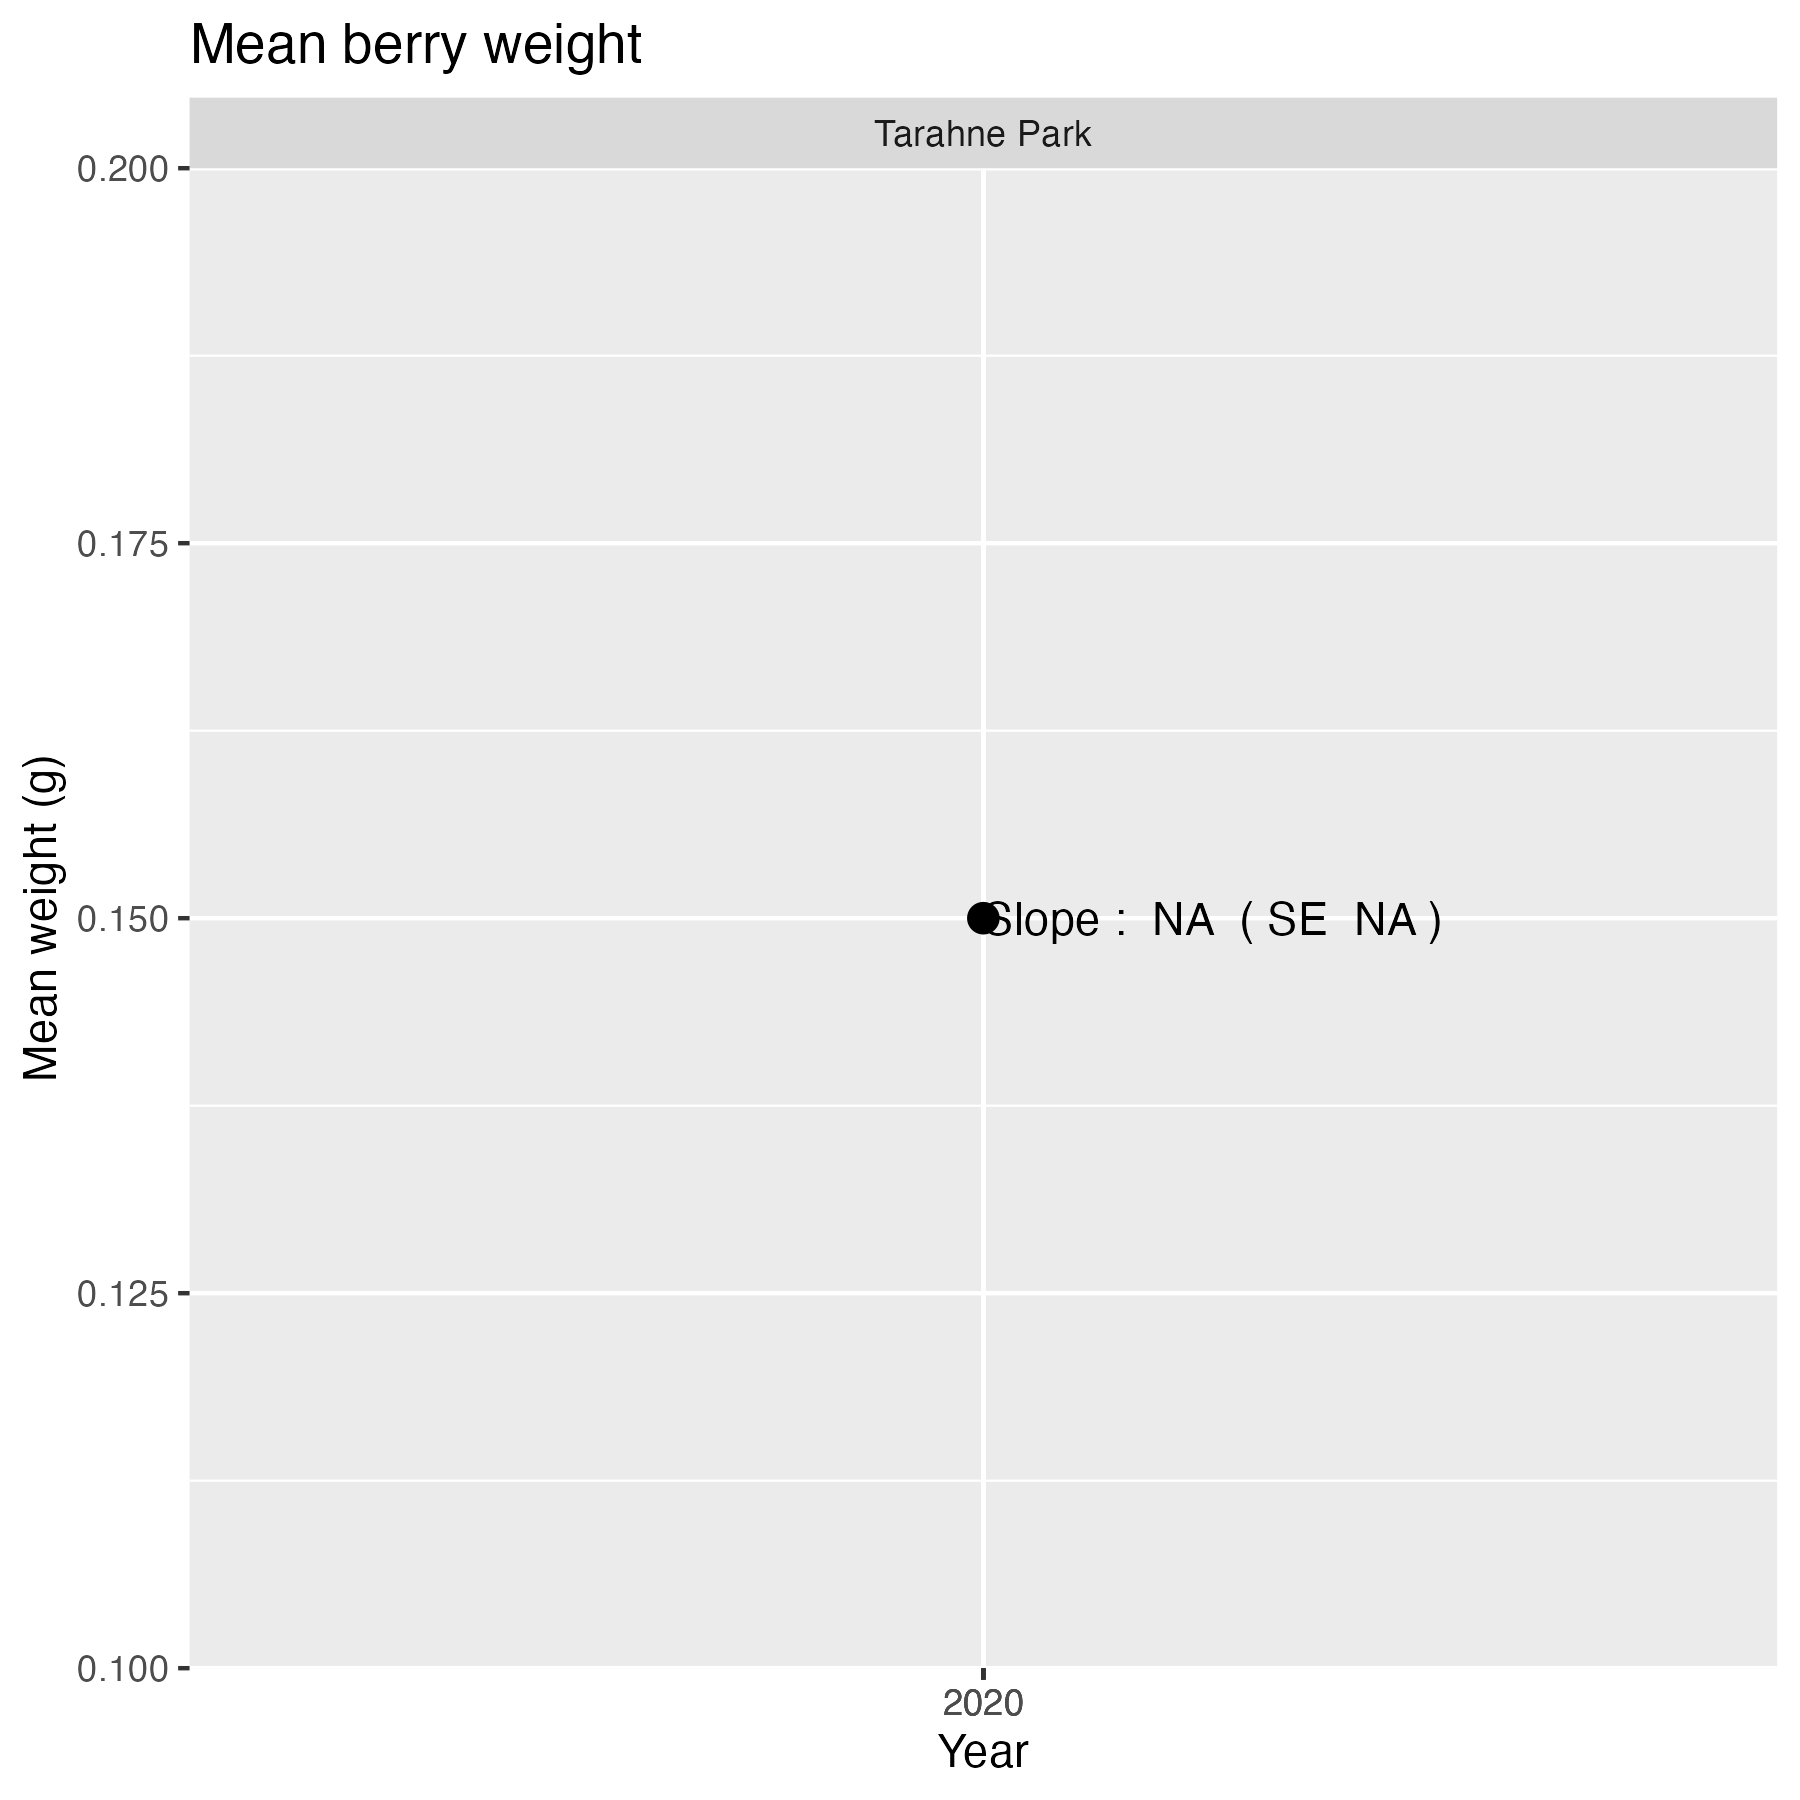 Mean berry weight
Tarahne Park
0.200
0.175
0.150
0.125
0.100
Mean weight (g)
Slope :  NA  ( SE  NA )
2020
Year